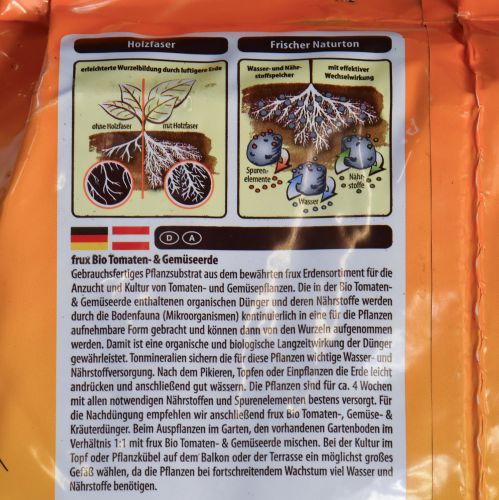 Holzfaser
Frischer Naturton
erleichterte Wurzelbildung durch luftigere Erde
Wasser- und Nähr-
stoffspeicher
mit effektiver
Wechselwirkung
ohne Holzfaser
mit Holzfaser
Spuren-
elemente
Wasser
Nähr-
stoffe
D A
frux Bio Tomaten- & Gemüseerde
Gebrauchsfertiges Pflanzsubstrat aus dem bewährten frux Erdensortiment für die
Anzucht und Kultur von Tomaten- und Gemüsepflanzen. Die in der Bio Tomaten-
& Gemüseerde enthaltenen organischen Dünger und deren Nährstoffe werden
durch die Bodenfauna (Mikroorganismen) kontinuierlich in eine für die Pflanzen
aufnehmbare Form gebracht und können dann von den Wurzeln aufgenommen
werden. Damit ist eine organische und biologische Langzeitwirkung der Dünger
gewährleistet. Tonmineralien sichern die für diese Pflanzen wichtige Wasser- und
Nährstoffversorgung. Nach dem Pikieren, Topfen oder Einpflanzen die Erde leicht
andrücken und anschließend gut wässern. Die Pflanzen sind für ca. 4 Wochen
mit allen notwendigen Nährstoffen und Spurenelementen bestens versorgt. Für
die Nachdüngung empfehlen wir anschließend frux Bio Tomaten-, Gemüse- &
Kräuterdünger. Beim Auspflanzen im Garten, den vorhandenen Gartenboden im
Verhältnis 1:1 mit frux Bio Tomaten- & Gemüseerde mischen. Bei der Kultur im
Topf oder Pflanzkübel auf dem Balkon oder der Terrasse ein möglichst großes
Gefäß wählen, da die Pflanzen bei fortschreitendem Wachstum viel Wasser und
Nährstoffe benötigen.